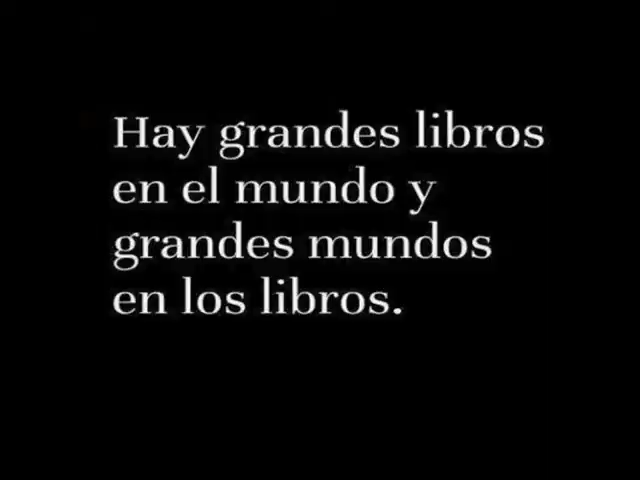 Hay grandes libros
en el mundo y
grandes mundos
en los libros.